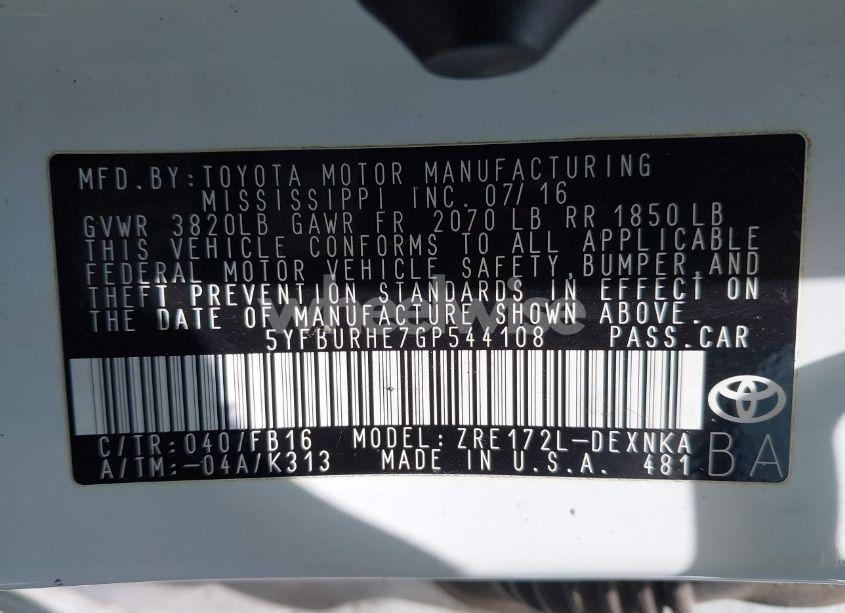 MFD.BY:TOYOTA MOTOR MANUFACTURING
MISSISSIPPI INC. 07/16
GVWR 3820LB GAWR FR 2070 LB RR 1850 LB
THIS VEHICLE CONFORMS TO ALL APPLICABLE
FEDERAL MOTOR VEHICLE SAFETY, BUMPER, AND
THEFT PREVENTION STANDARDS IN EFFECT ON
THE DATE OF MANUFACTURE SHOWN ABOVE.
wheelwise
5YFBURHE7GP544108 PASS.CAR
C/TR: 040/FB16 MODEL: ZRE172L-DEXNKA
A/TM:-04A/K313 MADE IN U.S.A. 481
BA